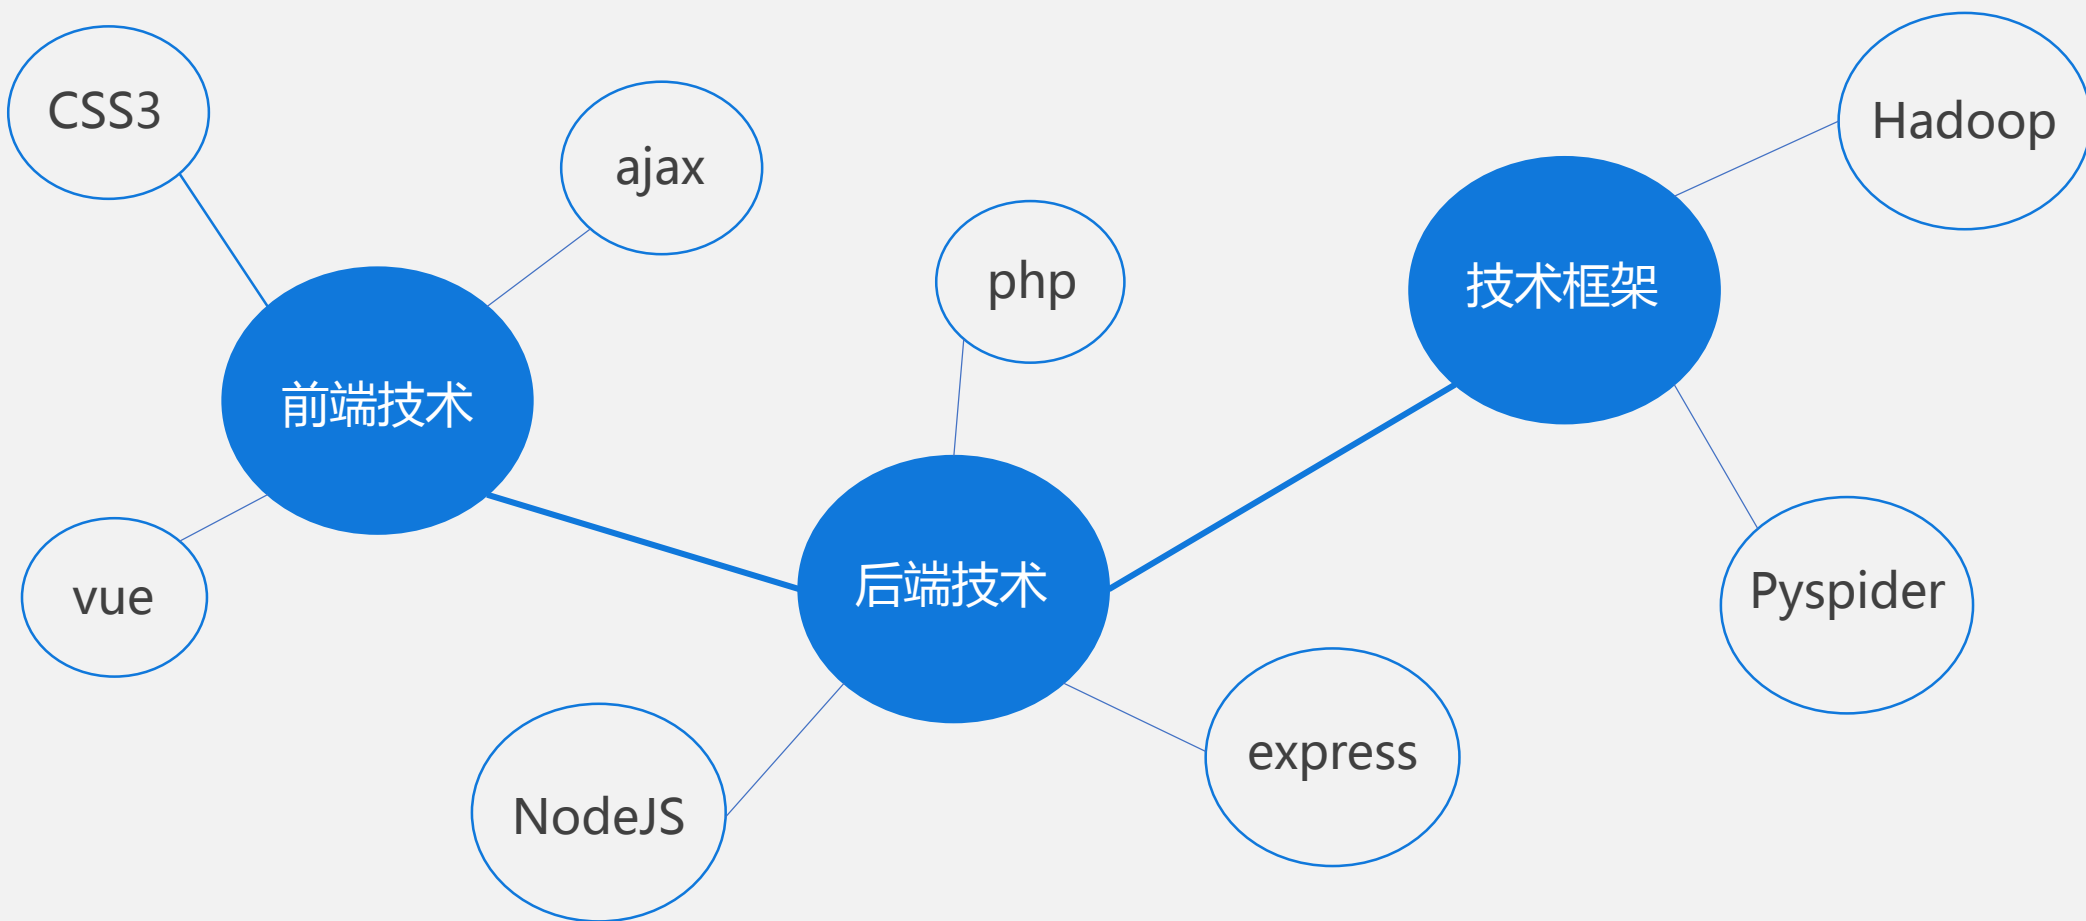 CSS3
ajax
Hadoop
php
技术框架
前端技术
后端技术
vue
Pyspider
express
NodeJS